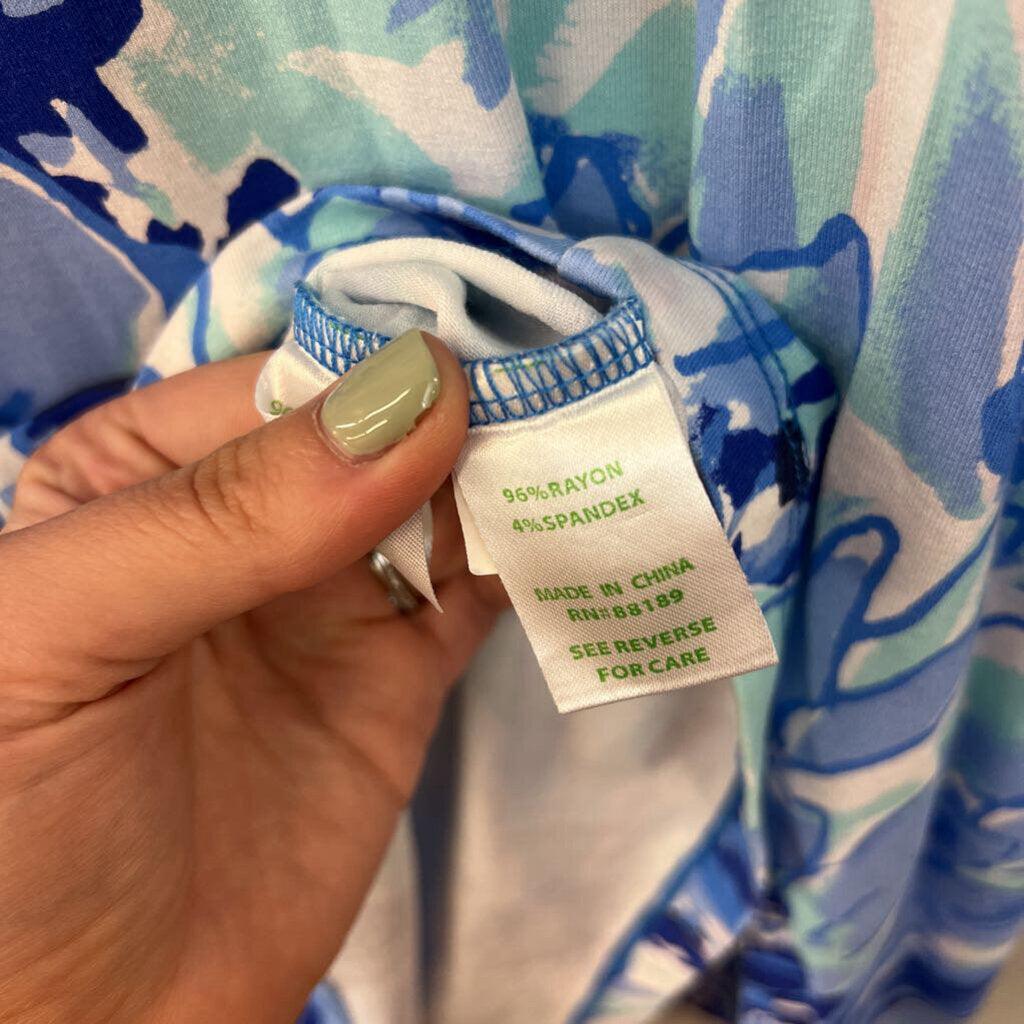 96%RAYON
4%SPANDEX
MADE IN CHINA
RN#88189
SEE REVERSE
FOR CARE